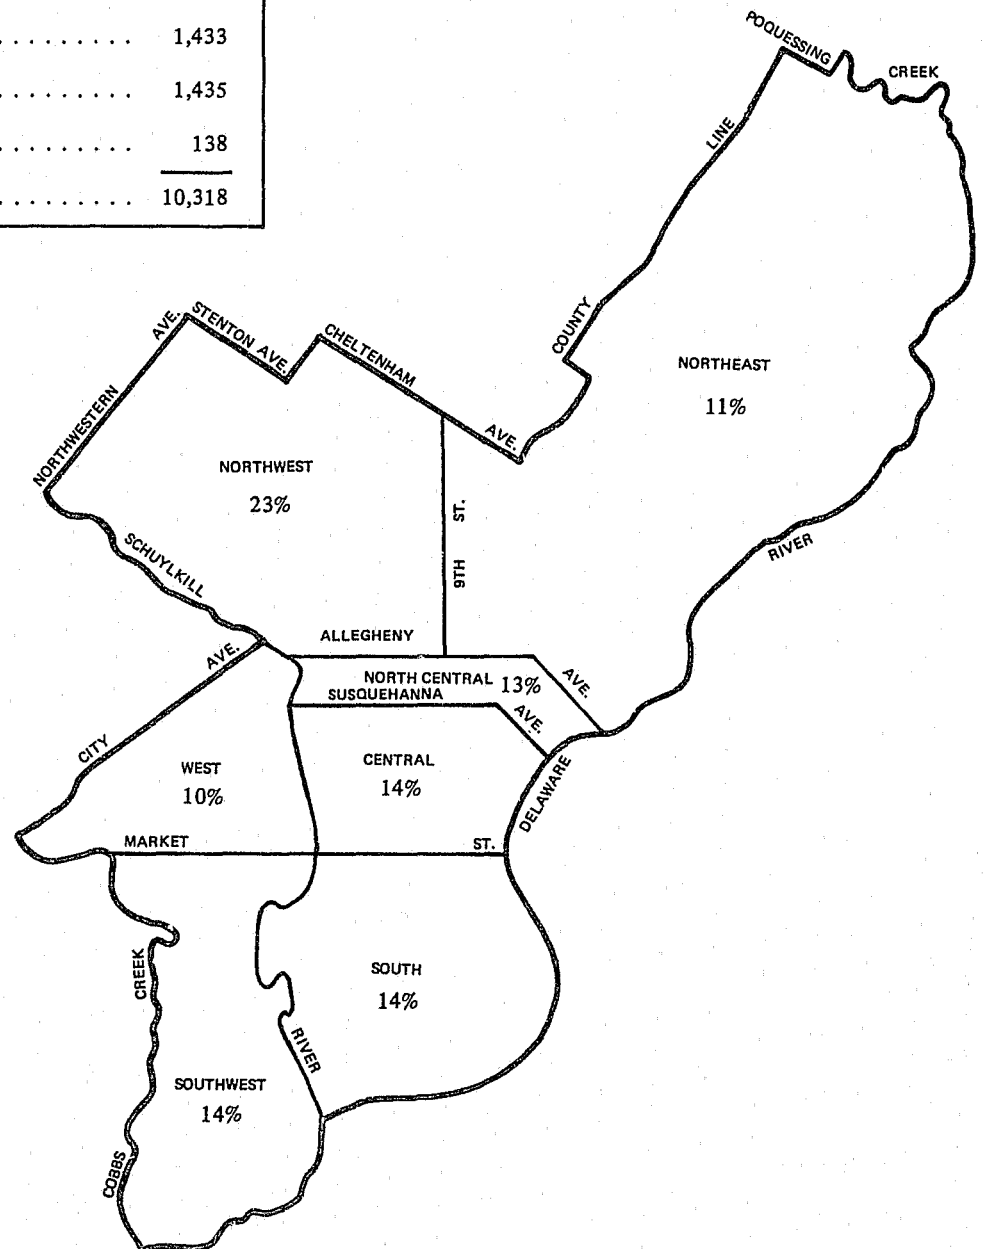 . . . . . . . . . . 1,433
. . . . . . . . . . 1,435
. . . . . . . . . . 138
. . . . . . . . . . 10,318
POQUESSING
CREEK
LINE
COUNTY
NORTHEAST
11%
NORTHWESTERN AVE.
STENTON AVE.
CHELTENHAM AVE.
NORTHWEST
23%
9TH ST.
SCHUYLKILL
RIVER
ALLEGHENY AVE.
NORTH CENTRAL 13%
SUSQUEHANNA AVE.
CITY AVE.
WEST
10%
CENTRAL
14%
DELAWARE
MARKET ST.
CREEK
SOUTH
14%
RIVER
SOUTHWEST
14%
COBBS